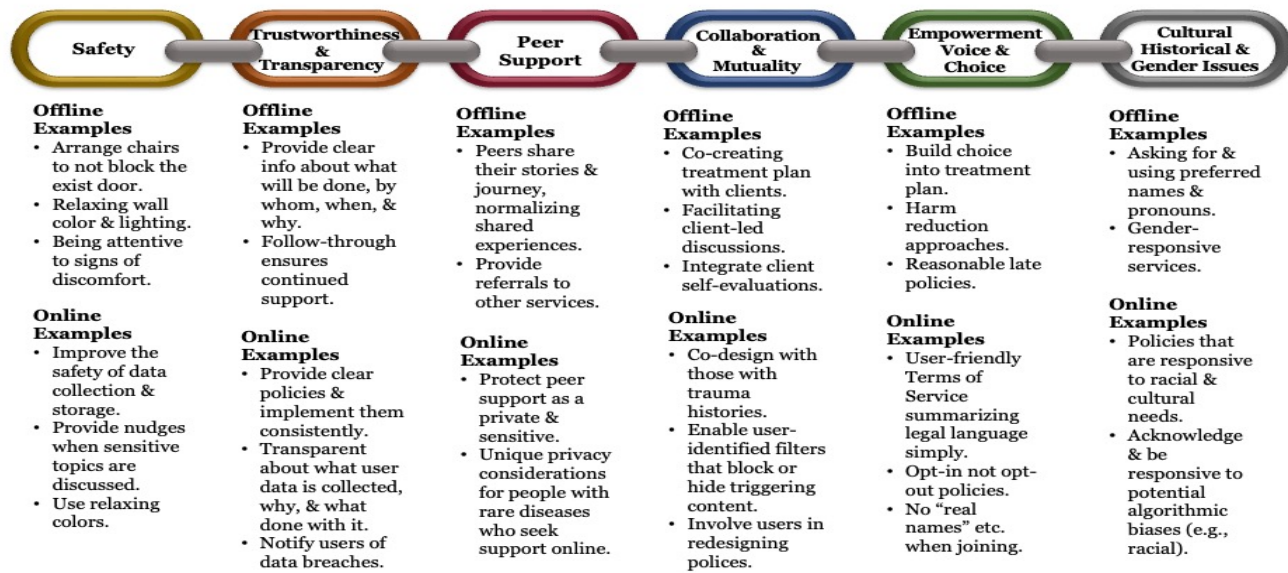 Safety
Trustworthiness
&
Transparency
Peer
Support
Collaboration
&
Mutuality
Empowerment
Voice &
Choice
Cultural
Historical &
Gender Issues
Offline
Examples
• Arrange chairs
to not block the
exist door.
• Relaxing wall
color & lighting.
• Being attentive
to signs of
discomfort.
Online
Examples
• Improve the
safety of data
collection &
storage.
• Provide nudges
when sensitive
topics are
discussed.
• Use relaxing
colors.
Offline
Examples
• Provide clear
info about what
will be done, by
whom, when, &
why.
• Follow-through
ensures
continued
support.
Online
Examples
• Provide clear
policies &
implement them
consistently.
• Transparent
about what user
data is collected,
why, & what
done with it.
• Notify users of
data breaches.
Offline
Examples
• Peers share
their stories &
journey,
normalizing
shared
experiences.
• Provide
referrals to
other services.
Online
Examples
• Protect peer
support as a
private &
sensitive.
• Unique privacy
considerations
for people with
rare diseases
who seek
support online.
Offline
Examples
• Co-creating
treatment plan
with clients.
• Facilitating
client-led
discussions.
• Integrate client
self-evaluations.
Online
Examples
• Co-design with
those with
trauma
histories.
• Enable user-
identified filters
that block or
hide triggering
content.
• Involve users in
redesigning
polices.
Offline
Examples
• Build choice
into treatment
plan.
• Harm
reduction
approaches.
• Reasonable late
policies.
Online
Examples
• User-friendly
Terms of
Service
summarizing
legal language
simply.
• Opt-in not opt-
out policies.
• No “real
names” etc.
when joining.
Offline
Examples
• Asking for &
using preferred
names &
pronouns.
• Gender-
responsive
services.
Online
Examples
• Policies that
are responsive
to racial &
cultural
needs.
• Acknowledge
& be
responsive to
potential
algorithmic
biases (e.g.,
racial).